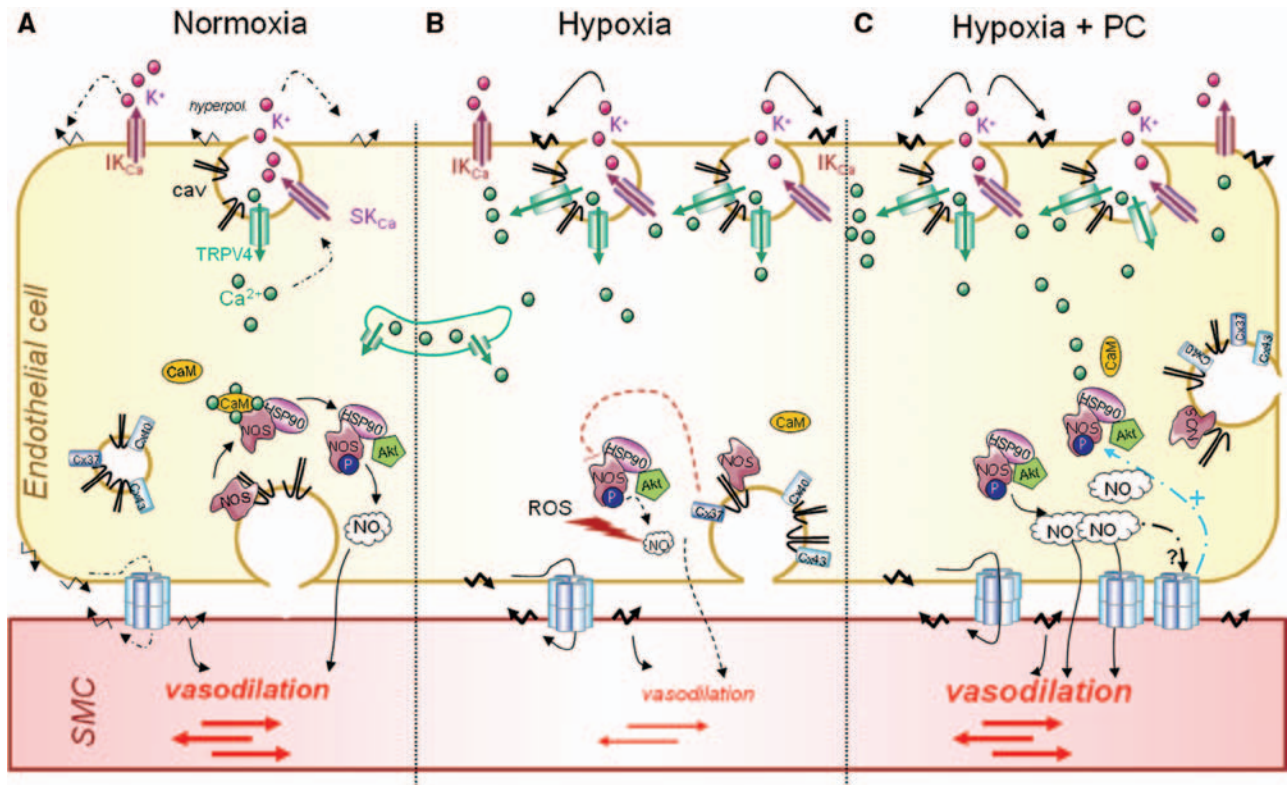 A Normoxia
B Hypoxia
C Hypoxia + PC
K+
hyperpol.
K+
IKCa
cav
SKCa
TRPV4
Ca2+
Endothelial cell
CaM
CaM
HSP90
NOS
HSP90
NOS
P
Akt
Cx40
Cx37
Cx43
NOS
NO
vasodilation
SMC
K+
K+
IKCa
IKCa
HSP90
NOS
P
Akt
ROS
NO
CaM
NOS
Cx40
Cx37
Cx43
vasodilation
K+
K+
CaM
HSP90
NOS
P
Akt
HSP90
NOS
P
Akt
Cx37
Cx40
Cx43
NOS
NO
NO
NO
+
?
vasodilation